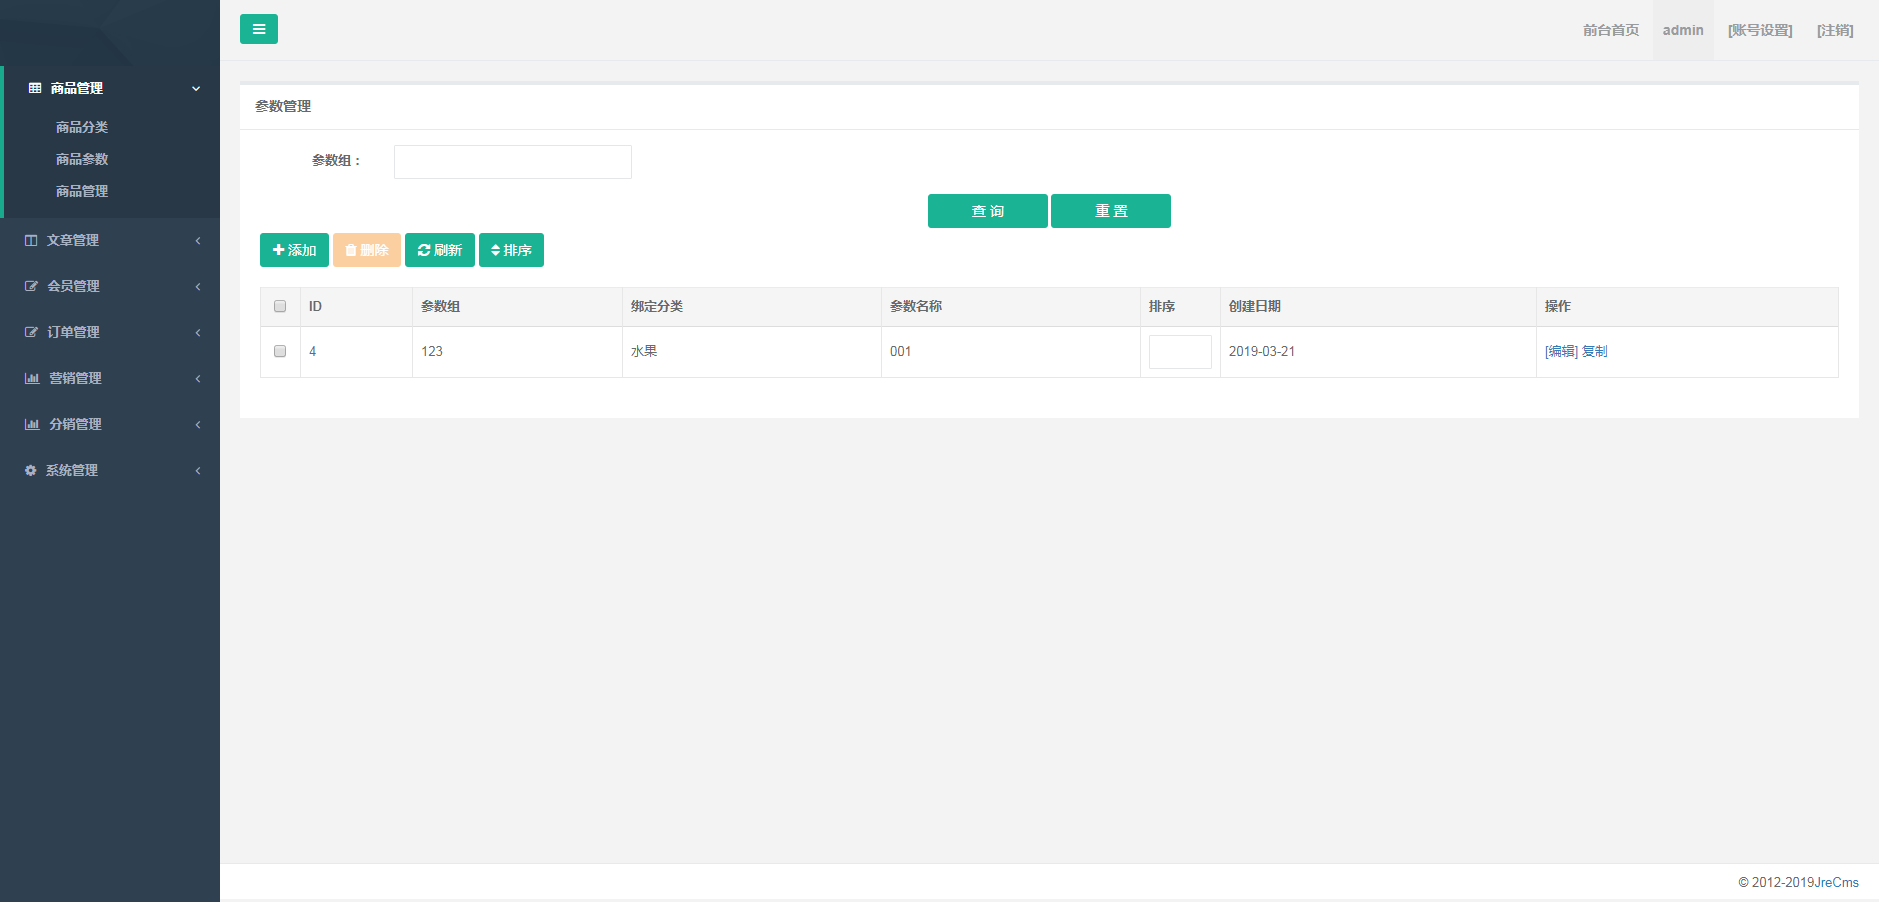 前台首页 admin [账号设置] [注销]
商品管理
商品分类
商品参数
商品管理
文章管理
会员管理
订单管理
营销管理
分销管理
系统管理
参数管理
参数组：
查 询 重 置
添加 删除 刷新 排序
ID 参数组 绑定分类 参数名称 排序 创建日期 操作
4 123 水果 001 2019-03-21 [编辑] 复制
© 2012-2019JreCms